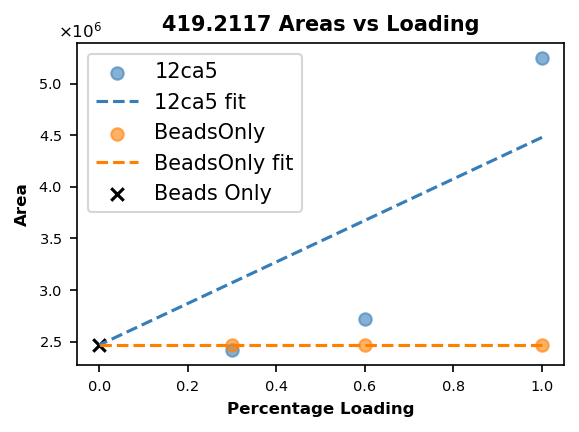 419.2117 Areas vs Loading
×10⁶
12ca5
12ca5 fit
BeadsOnly
BeadsOnly fit
Beads Only
5.0
4.5
4.0
3.5
3.0
2.5
Area
0.0 0.2 0.4 0.6 0.8 1.0
Percentage Loading